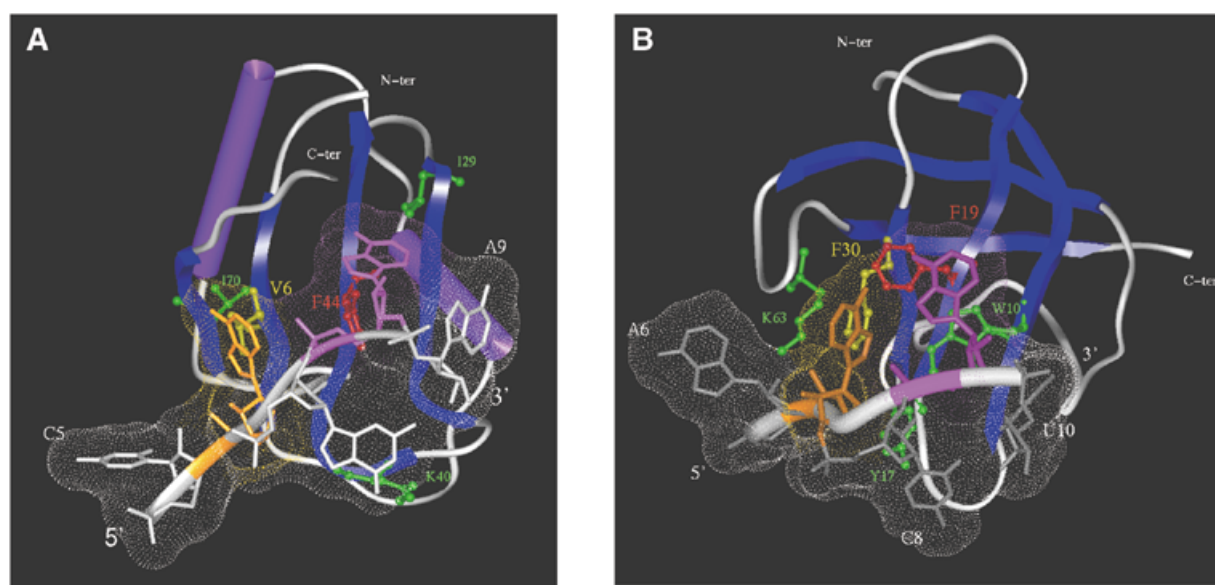 A
N-ter
C-ter
I29
A9
I70
V6
F44
3'
C5
K40
5'
B
N-ter
F19
F30
C-ter
K63
W10
A6
3'
U10
5'
Y17
C8